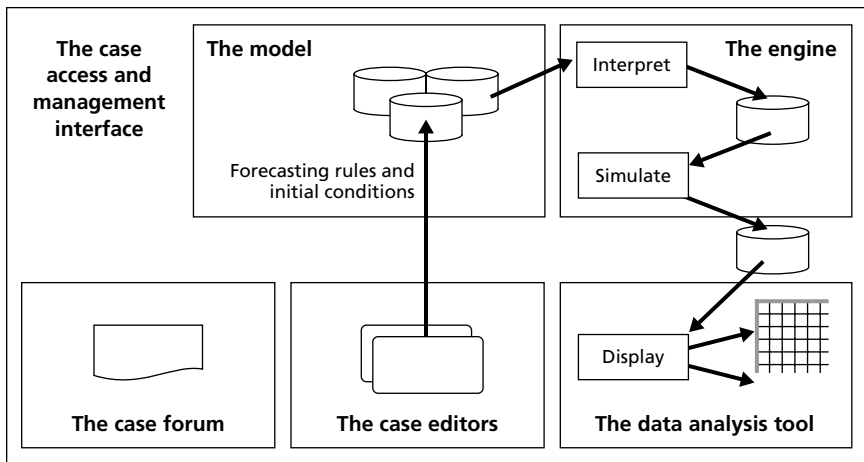 The case
access and
management
interface
The model
Forecasting rules and
initial conditions
The engine
Interpret
Simulate
The case forum
The case editors
Display
The data analysis tool